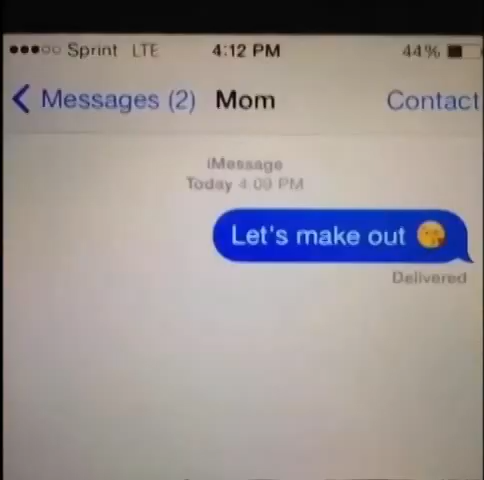 Sprint LTE 4:12 PM 44%
Messages (2) Mom Contact
iMessage
Today 4:09 PM
Let's make out 😘
Delivered